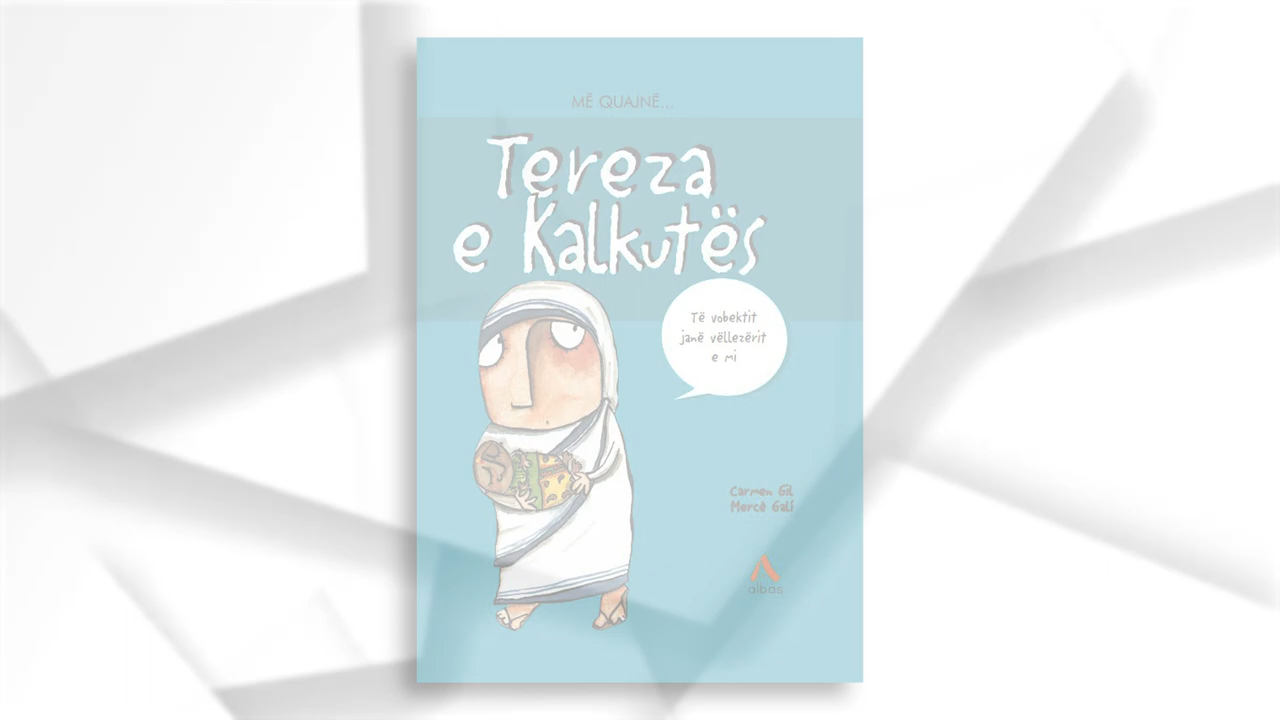 MË QUAJNË...
Tereza
e Kalkutës
Të vobektit
janë vëllezërit
e mi
Carmen Gil
Mercè Galí
albas